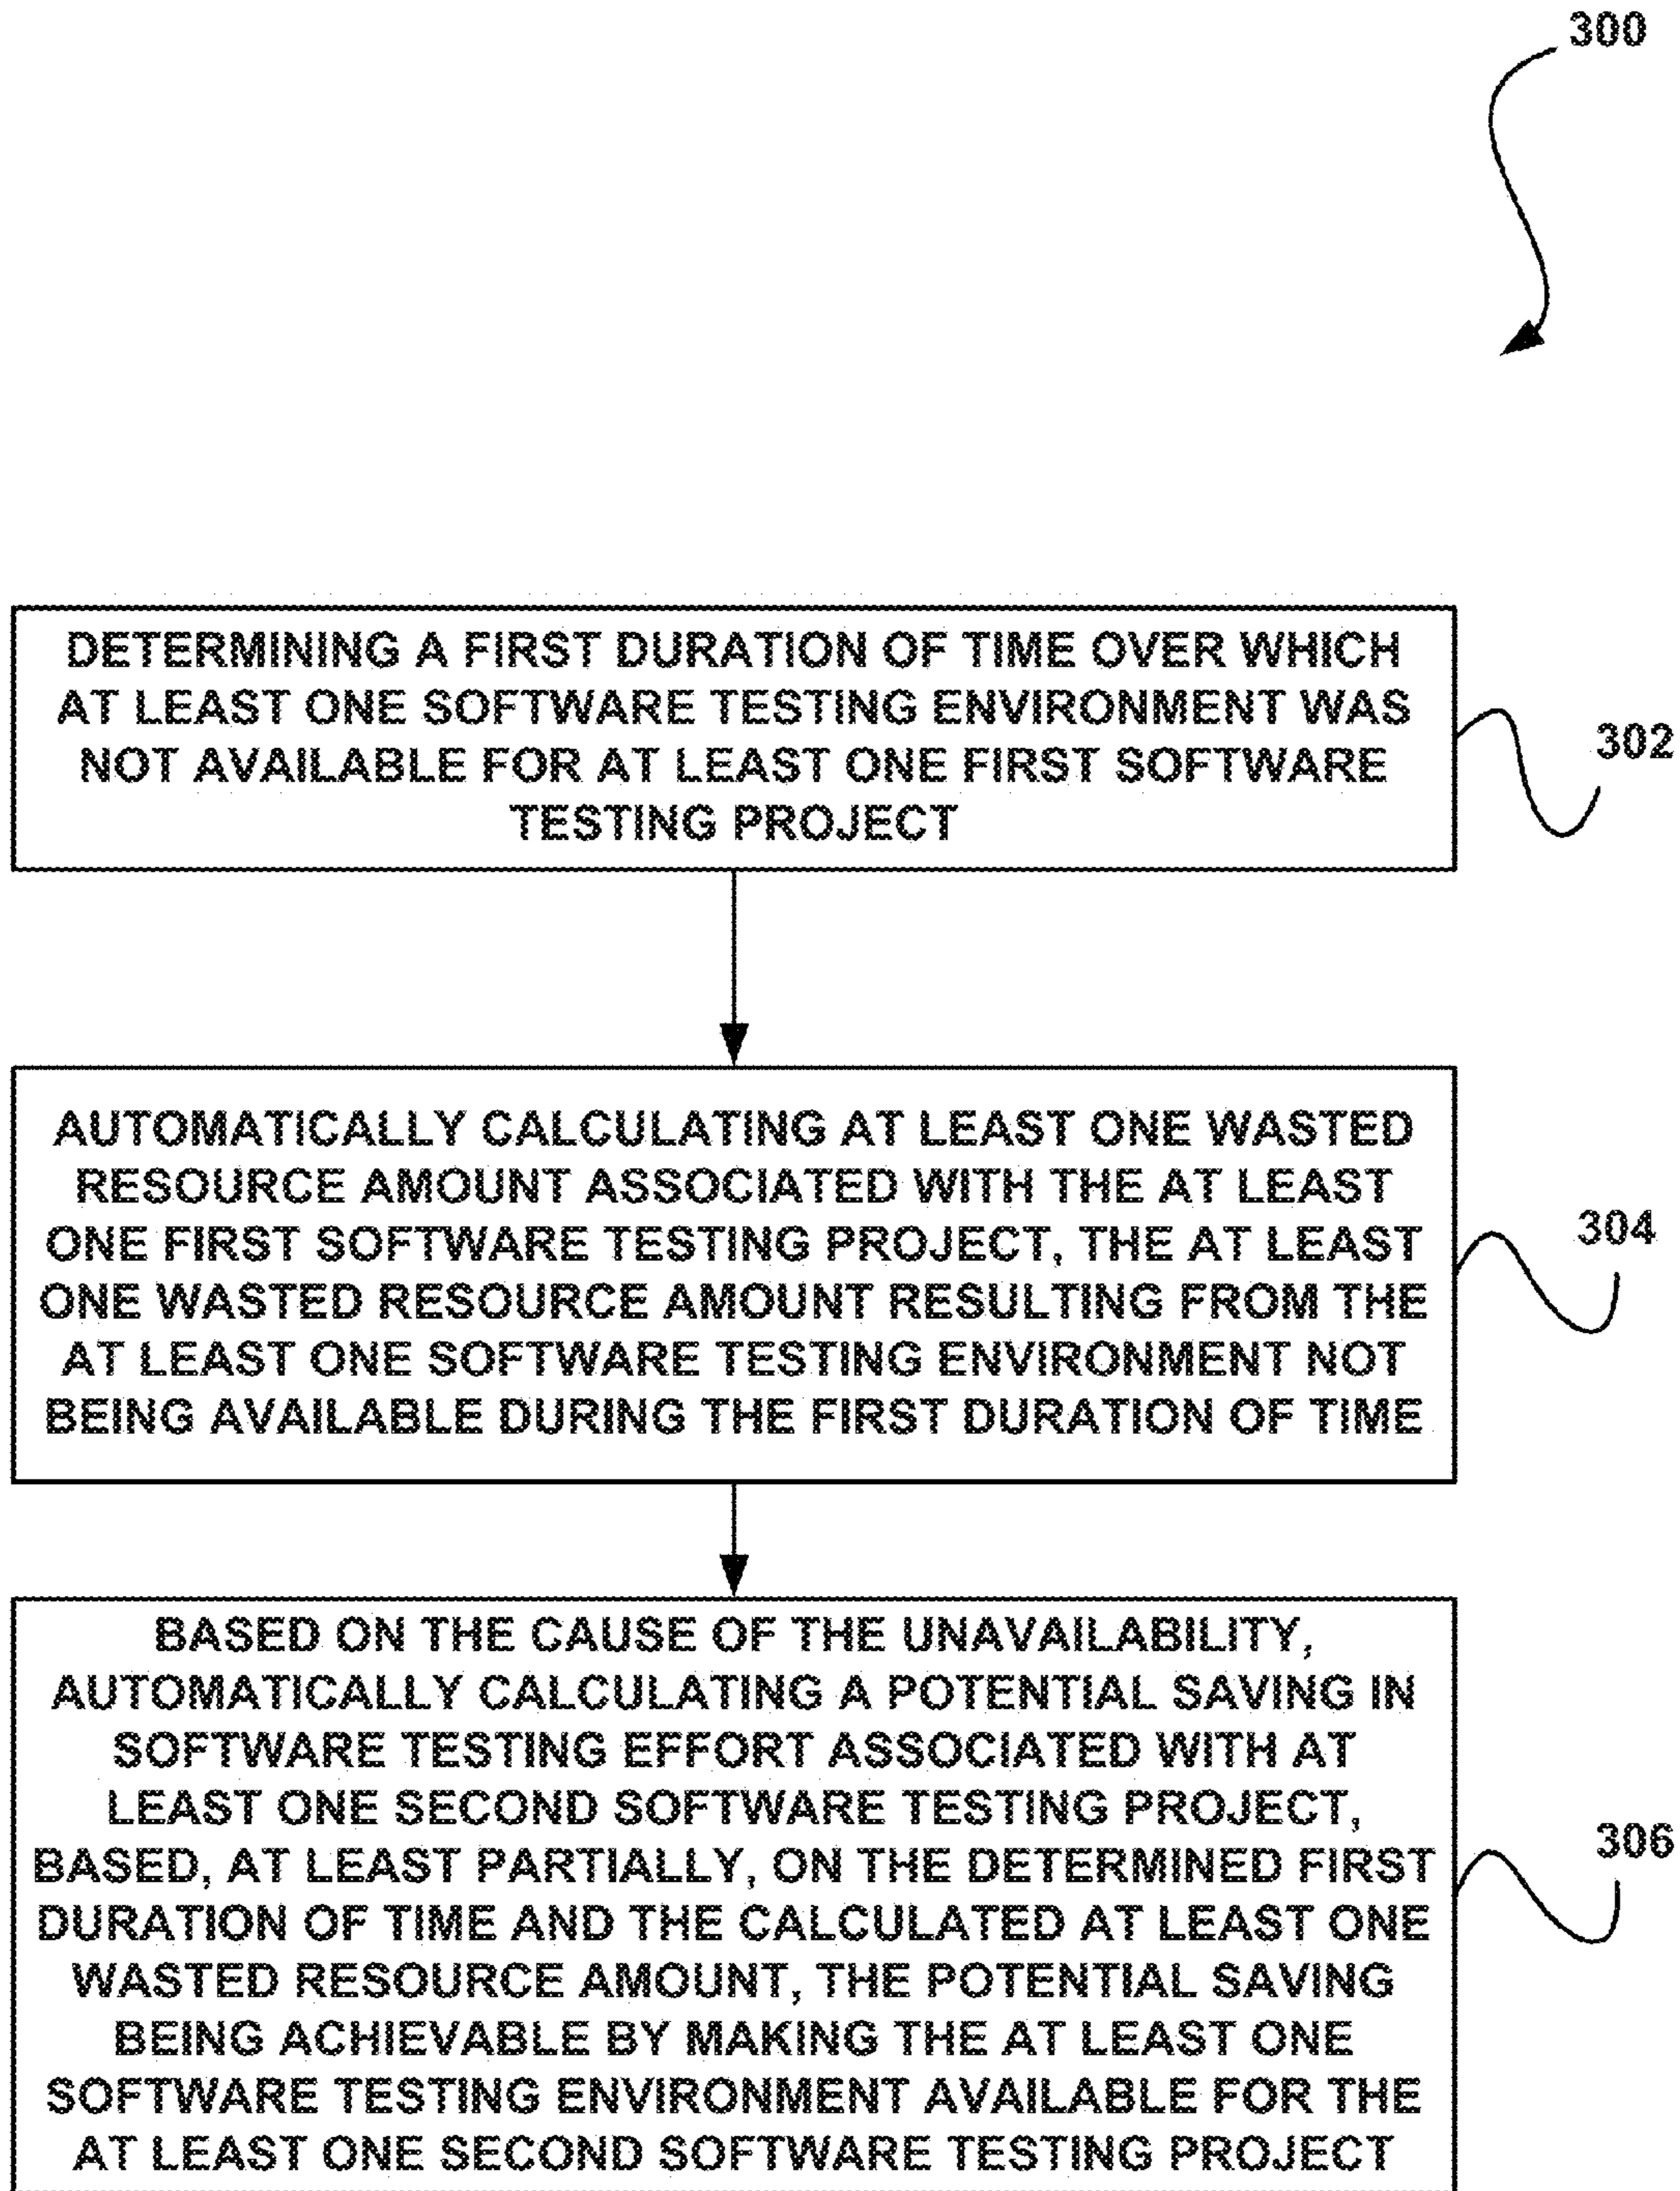 300
DETERMINING A FIRST DURATION OF TIME OVER WHICH
AT LEAST ONE SOFTWARE TESTING ENVIRONMENT WAS
NOT AVAILABLE FOR AT LEAST ONE FIRST SOFTWARE
TESTING PROJECT
302
AUTOMATICALLY CALCULATING AT LEAST ONE WASTED
RESOURCE AMOUNT ASSOCIATED WITH THE AT LEAST
ONE FIRST SOFTWARE TESTING PROJECT, THE AT LEAST
ONE WASTED RESOURCE AMOUNT RESULTING FROM THE
AT LEAST ONE SOFTWARE TESTING ENVIRONMENT NOT
BEING AVAILABLE DURING THE FIRST DURATION OF TIME
304
BASED ON THE CAUSE OF THE UNAVAILABILITY,
AUTOMATICALLY CALCULATING A POTENTIAL SAVING IN
SOFTWARE TESTING EFFORT ASSOCIATED WITH AT
LEAST ONE SECOND SOFTWARE TESTING PROJECT,
BASED, AT LEAST PARTIALLY, ON THE DETERMINED FIRST
DURATION OF TIME AND THE CALCULATED AT LEAST ONE
WASTED RESOURCE AMOUNT, THE POTENTIAL SAVING
BEING ACHIEVABLE BY MAKING THE AT LEAST ONE
SOFTWARE TESTING ENVIRONMENT AVAILABLE FOR THE
AT LEAST ONE SECOND SOFTWARE TESTING PROJECT
306